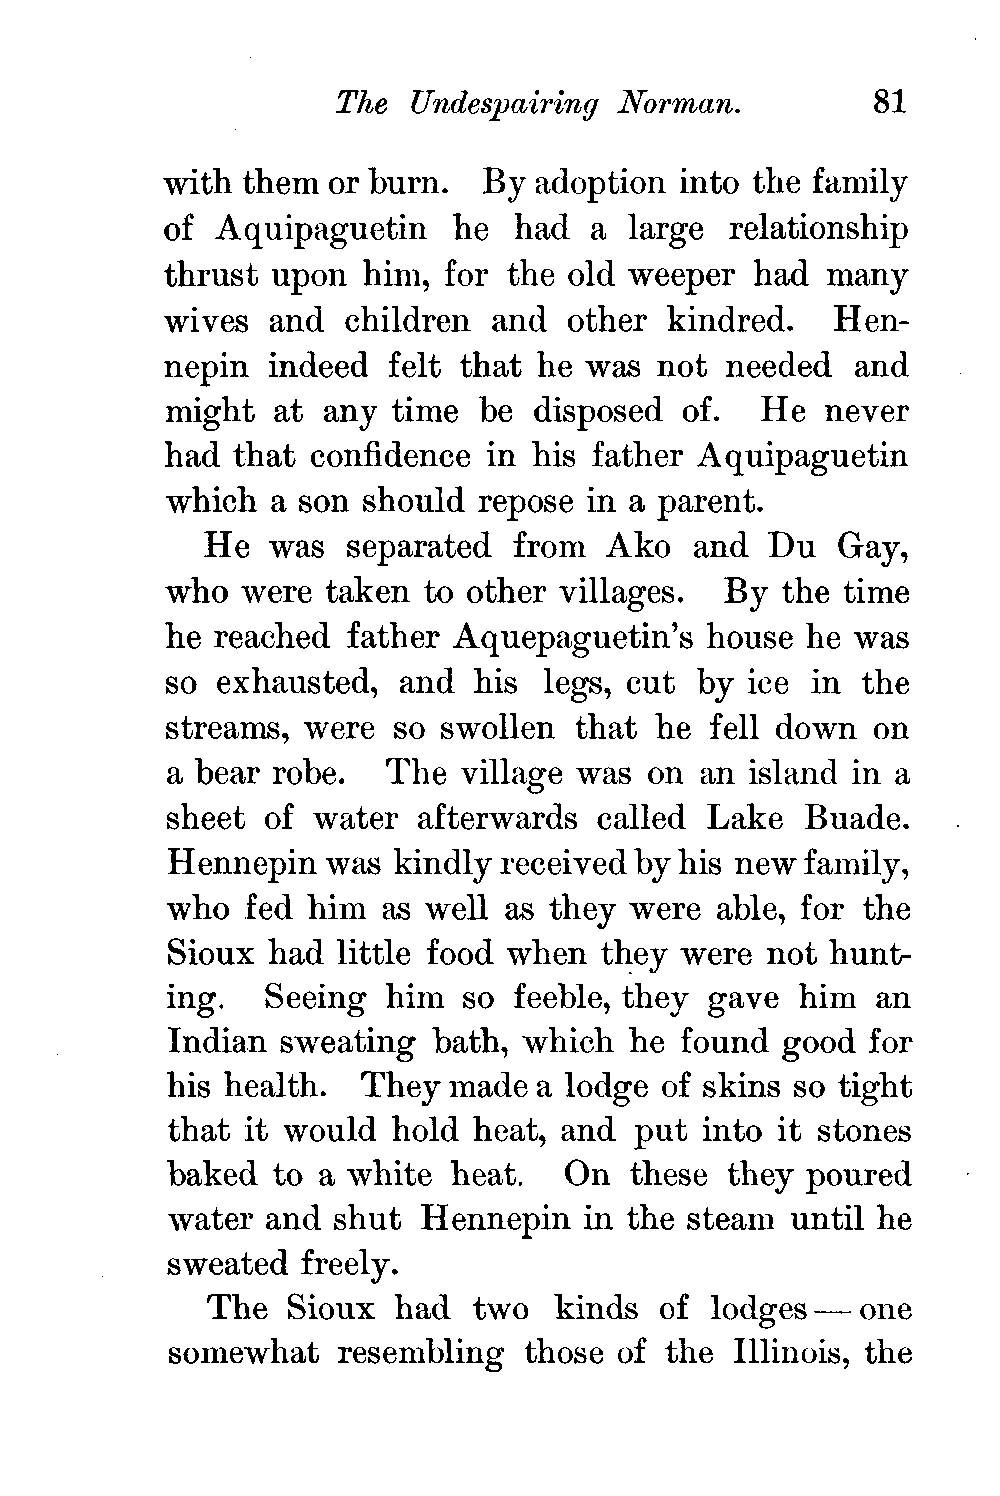 The Undespairing Norman. 81
with them or burn. By adoption into the family
of Aquipaguetin he had a large relationship
thrust upon him, for the old weeper had many
wives and children and other kindred. Hen-
nepin indeed felt that he was not needed and
might at any time be disposed of. He never
had that confidence in his father Aquipaguetin
which a son should repose in a parent.
He was separated from Ako and Du Gay,
who were taken to other villages. By the time
he reached father Aquepaguetin's house he was
so exhausted, and his legs, cut by ice in the
streams, were so swollen that he fell down on
a bear robe. The village was on an island in a
sheet of water afterwards called Lake Buade.
Hennepin was kindly received by his new family,
who fed him as well as they were able, for the
Sioux had little food when they were not hunt-
ing. Seeing him so feeble, they gave him an
Indian sweating bath, which he found good for
his health. They made a lodge of skins so tight
that it would hold heat, and put into it stones
baked to a white heat. On these they poured
water and shut Hennepin in the steam until he
sweated freely.
The Sioux had two kinds of lodges — one
somewhat resembling those of the Illinois, the